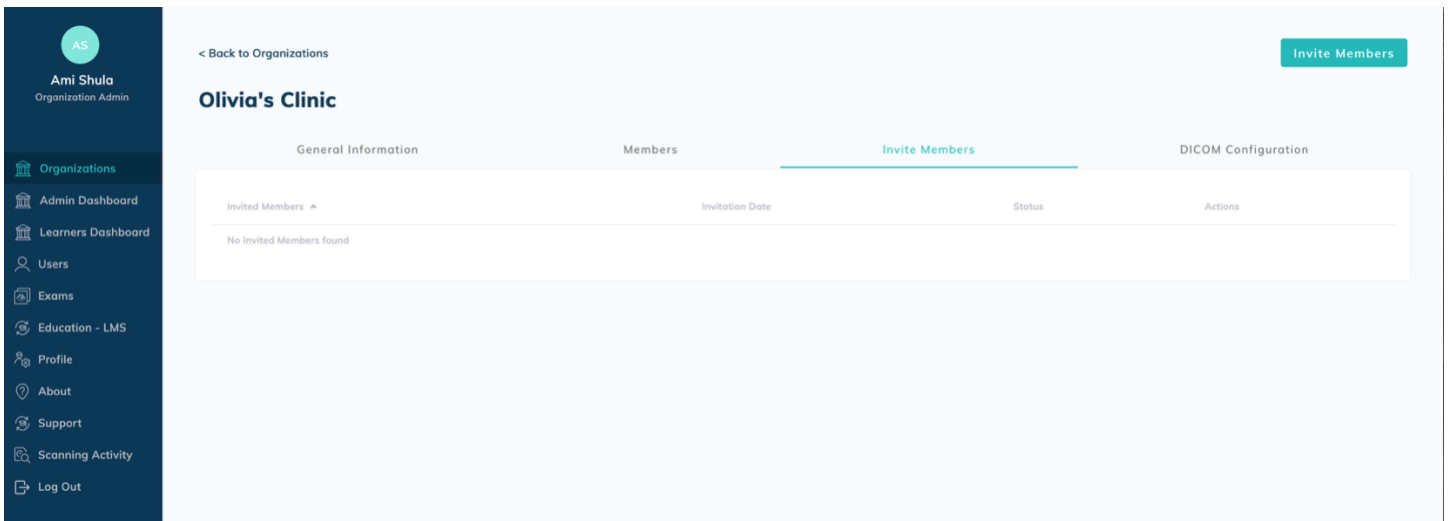 AS
Ami Shula
Organization Admin
Organizations
Admin Dashboard
Learners Dashboard
Users
Exams
Education - LMS
Profile
About
Support
Scanning Activity
Log Out
< Back to Organizations
Invite Members
Olivia's Clinic
General Information Members Invite Members DICOM Configuration
Invited Members Invitation Date Status Actions
No Invited Members found